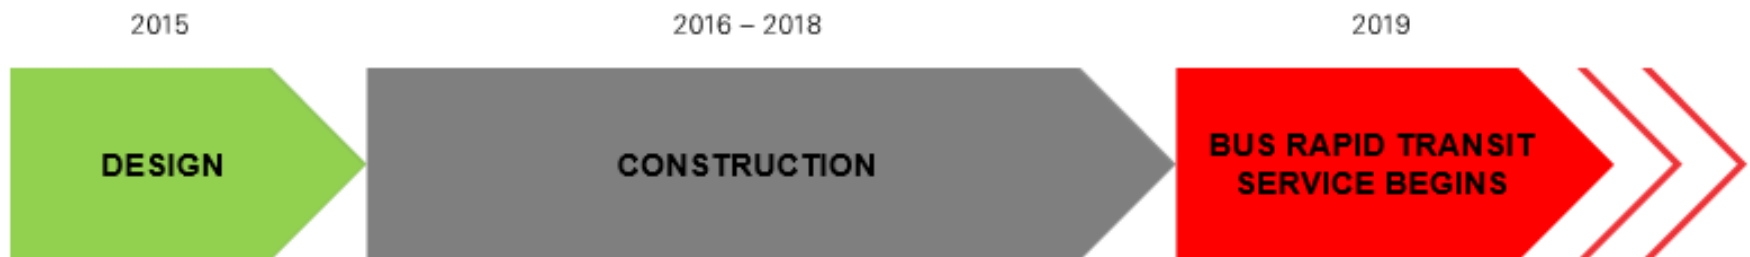 2015
2016 – 2018
2019
DESIGN
CONSTRUCTION
BUS RAPID TRANSIT
SERVICE BEGINS